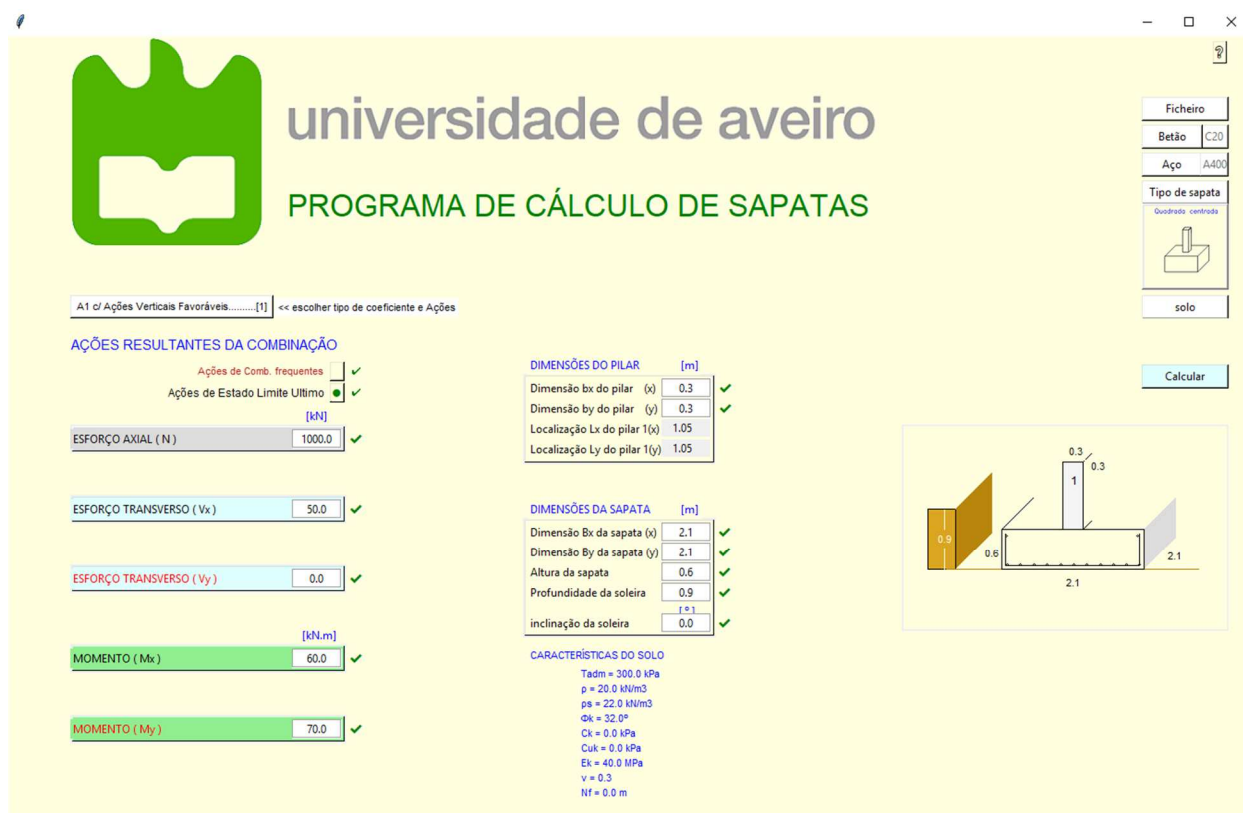 ?
universidade de aveiro
PROGRAMA DE CÁLCULO DE SAPATAS
Ficheiro
Betão C20
Aço A400
Tipo de sapata
Quadrada centrada
solo
Calcular
A1 c/ Ações Verticais Favoráveis..........[1] << escolher tipo de coeficiente e Ações
AÇÕES RESULTANTES DA COMBINAÇÃO
Ações de Comb. frequentes
Ações de Estado Limite Ultimo
[kN]
ESFORÇO AXIAL ( N ) 1000.0
ESFORÇO TRANSVERSO ( Vx ) 50.0
ESFORÇO TRANSVERSO ( Vy ) 0.0
[kN.m]
MOMENTO ( Mx ) 60.0
MOMENTO ( My ) 70.0
DIMENSÕES DO PILAR [m]
Dimensão bx do pilar (x) 0.3
Dimensão by do pilar (y) 0.3
Localização Lx do pilar 1(x) 1.05
Localização Ly do pilar 1(y) 1.05
DIMENSÕES DA SAPATA [m]
Dimensão Bx da sapata (x) 2.1
Dimensão By da sapata (y) 2.1
Altura da sapata 0.6
Profundidade da soleira 0.9
[ º ]
inclinação da soleira 0.0
CARACTERÍSTICAS DO SOLO
Tadm = 300.0 kPa
ρ = 20.0 kN/m3
ρs = 22.0 kN/m3
Φk = 32.0º
Ck = 0.0 kPa
Cuk = 0.0 kPa
Ek = 40.0 MPa
v = 0.3
Nf = 0.0 m
0.3
0.3
1
0.9
0.6
2.1
2.1